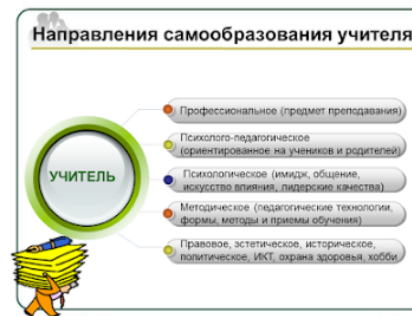 Направления самообразования учителя
УЧИТЕЛЬ
Профессиональное (предмет преподавания)
Психолого-педагогическое
(ориентированное на учеников и родителей)
Психологическое (имидж, общение,
искусство влияния, лидерские качества)
Методическое (педагогические технологии,
формы, методы и приемы обучения)
Правовое, эстетическое, историческое,
политическое, ИКТ, охрана здоровья, хобби